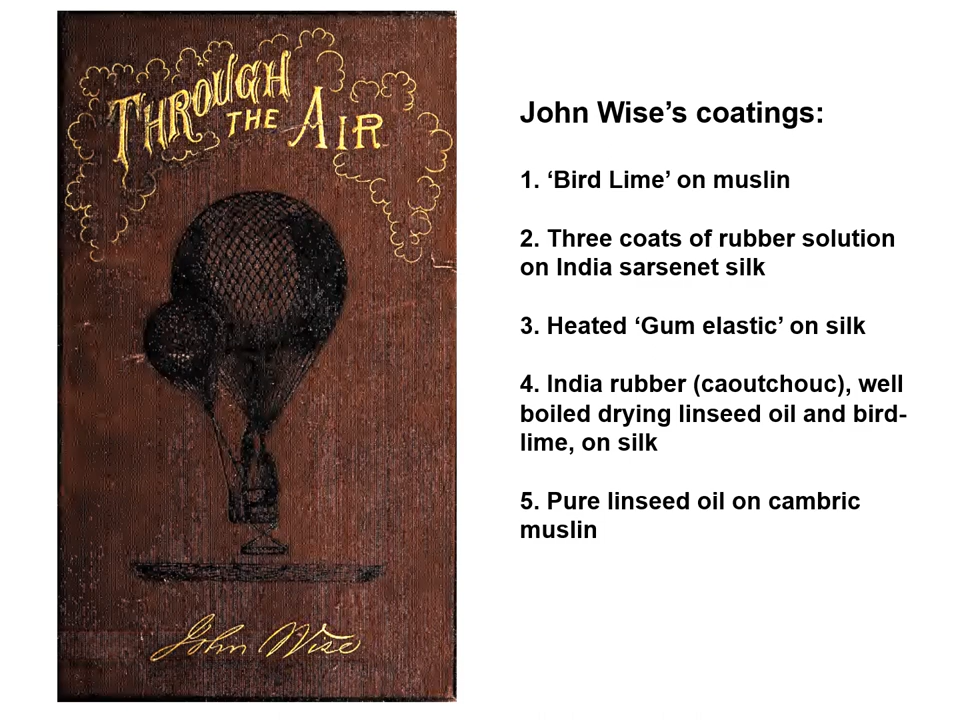 THROUGH
THE AIR
John Wise
John Wise’s coatings:
1. ‘Bird Lime’ on muslin
2. Three coats of rubber solution
on India sarsenet silk
3. Heated ‘Gum elastic’ on silk
4. India rubber (caoutchouc), well
boiled drying linseed oil and bird-
lime, on silk
5. Pure linseed oil on cambric
muslin